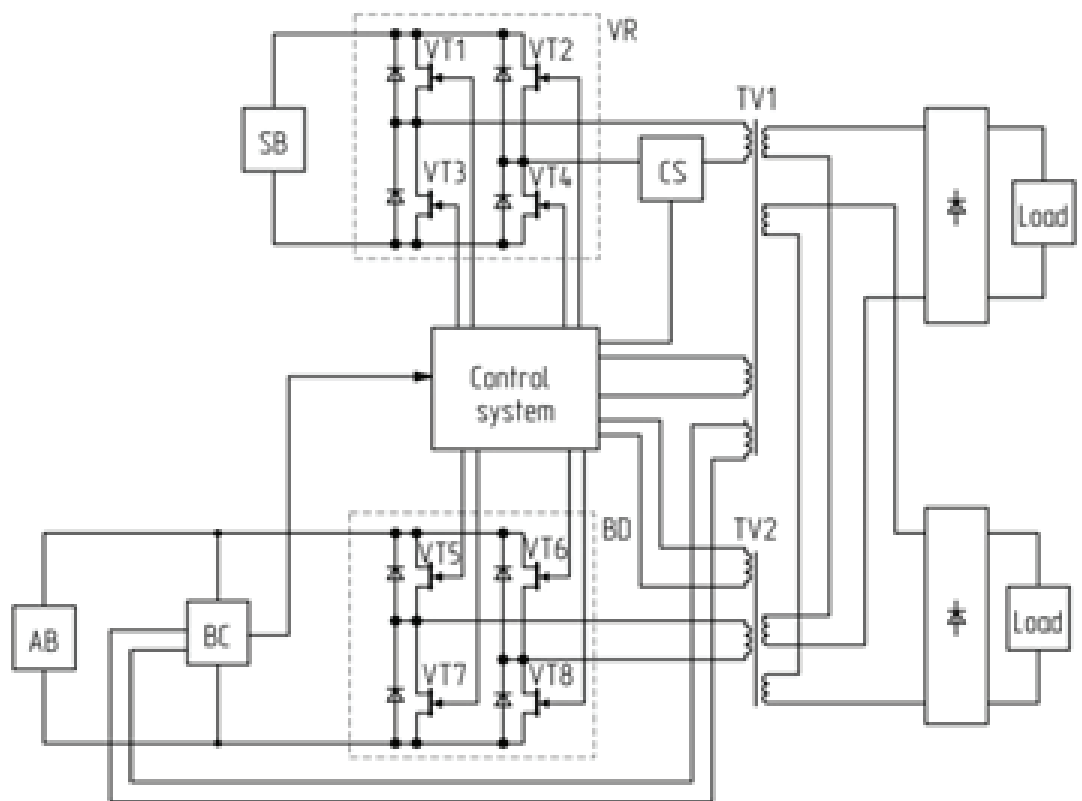 VR
VT1
VT2
TV1
SB
VT3
VT4
CS
Load
Control
system
BD
TV2
VT5
VT6
AB
BC
Load
VT7
VT8